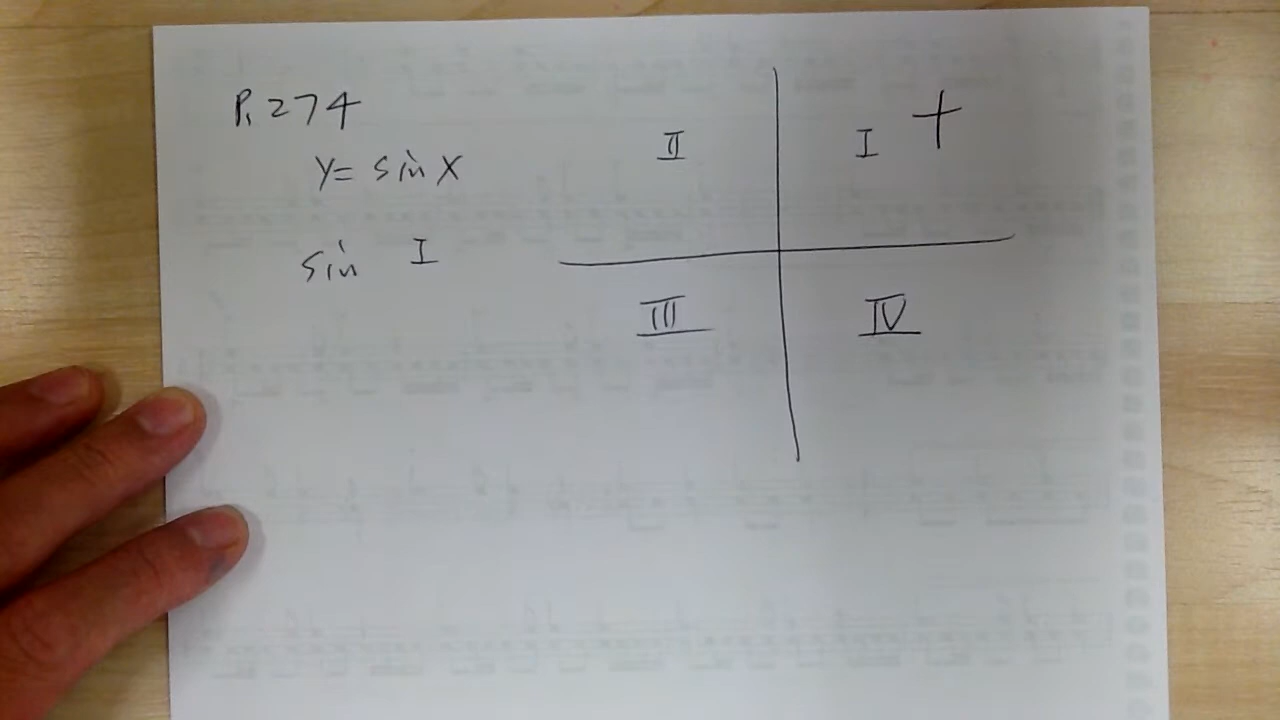 P. 274
y = sin x
sin I
II I +
III IV